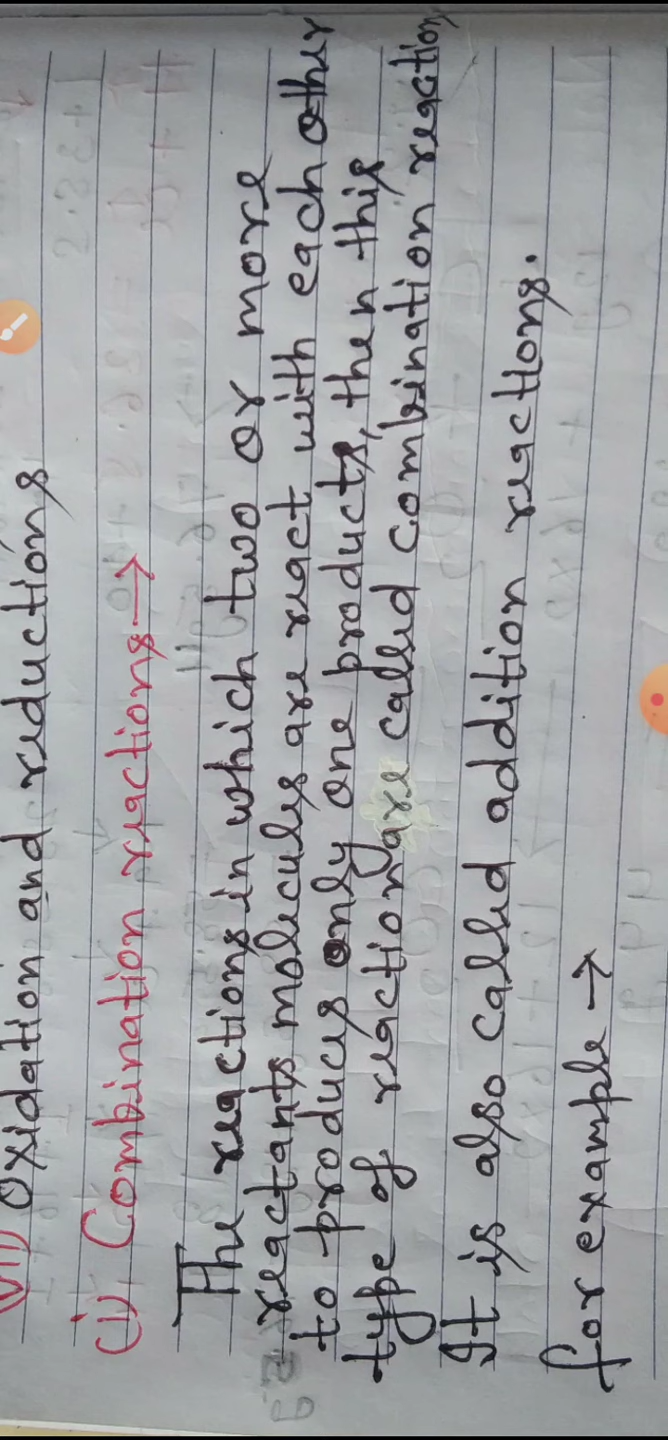 (vii) Oxidation and reductions
(i) Combination reactions →
The reactions in which two or more
reactants molecules are react with each other
to produces only one products, then this
type of reaction are called combination reaction
It is also called addition reactions.
for example →